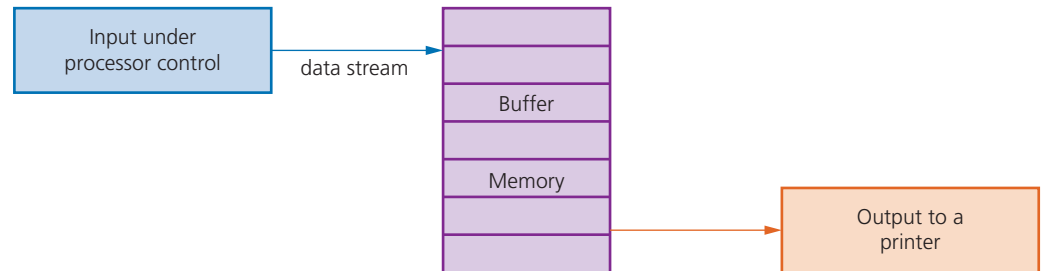 Input under
processor control
data stream
Buffer
Memory
Output to a
printer